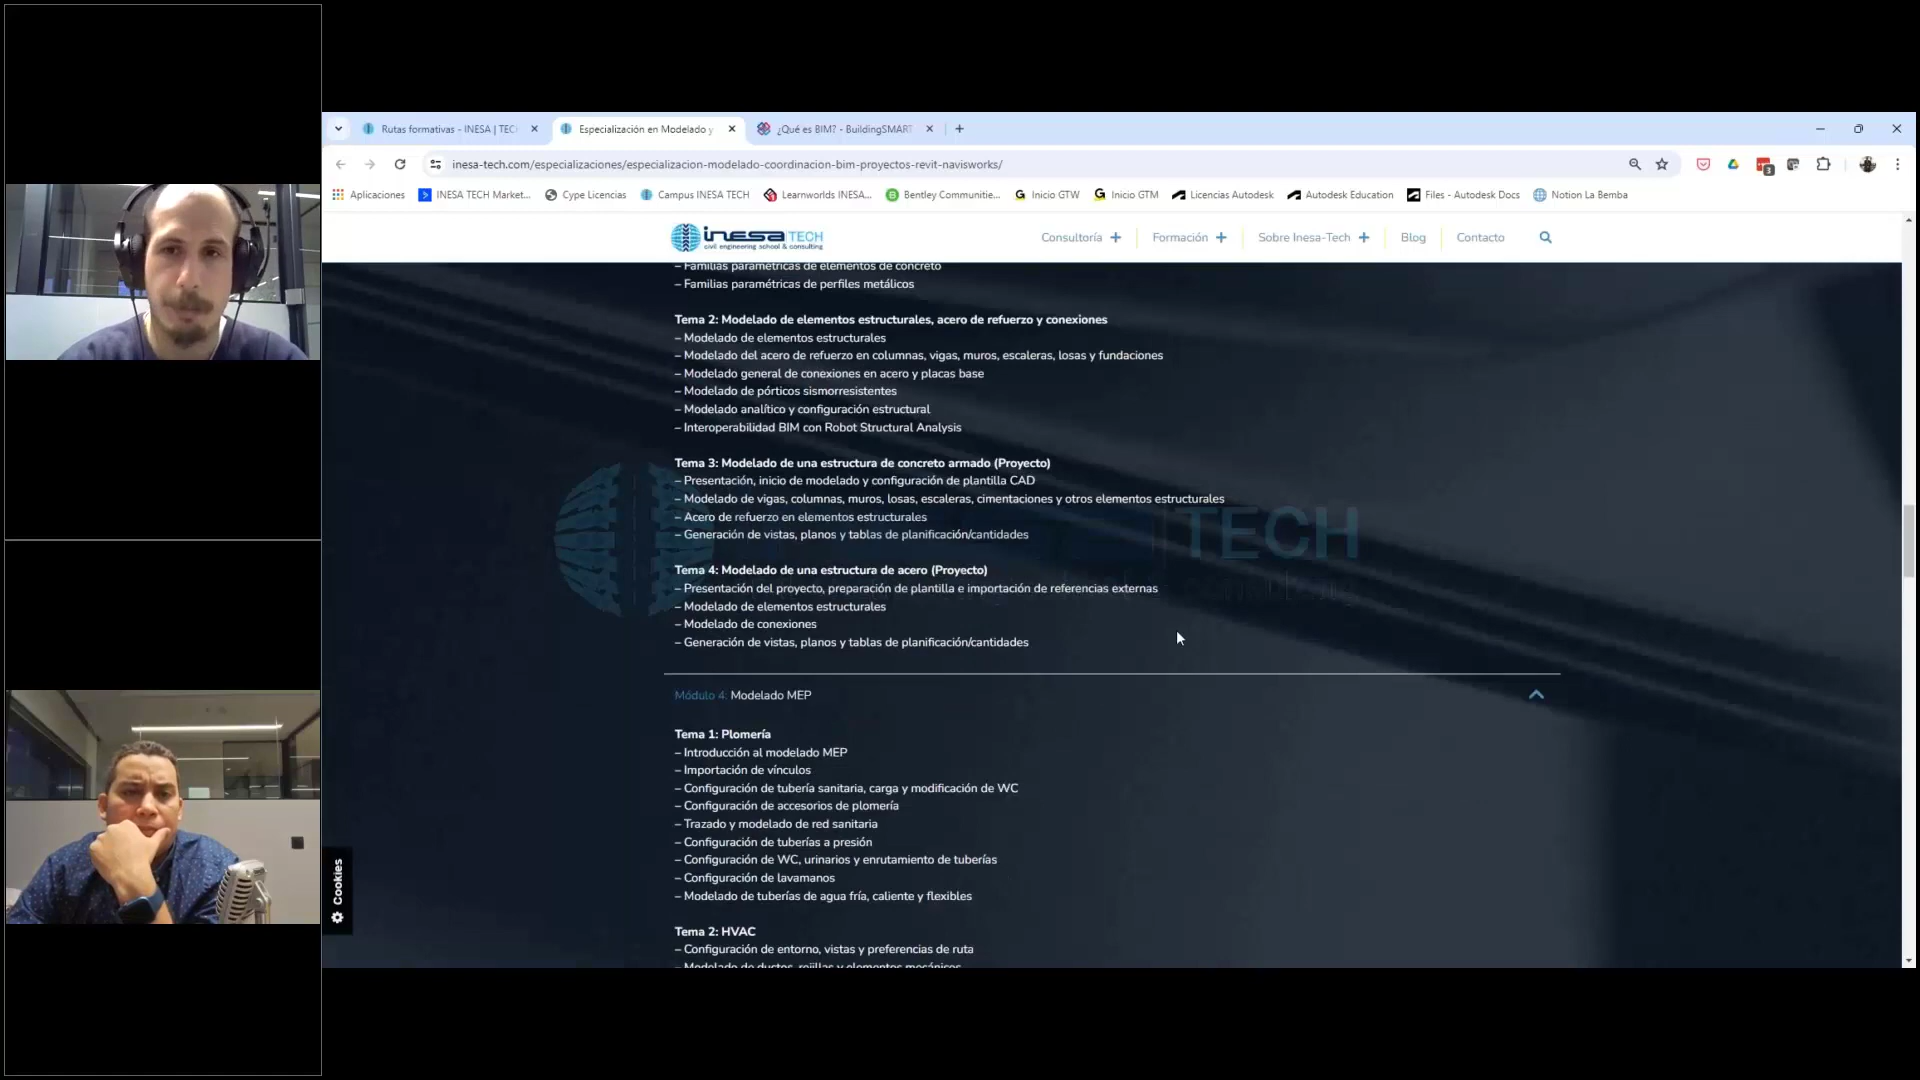 Rutas formativas - INESA | TEC
Especialización en Modelado y
¿Qué es BIM? - BuildingSMART
inesa-tech.com/especializaciones/especializacion-modelado-coordinacion-bim-proyectos-revit-navisworks/
3
Aplicaciones
INESA TECH Market...
Cype Licencias
Campus INESA TECH
Learnworlds INESA...
Bentley Communitie...
Inicio GTW
Inicio GTM
Licencias Autodesk
Autodesk Education
Files - Autodesk Docs
Notion La Bemba
inesa TECH
civil engineering school & consulting
Consultoría +
Formación +
Sobre Inesa-Tech +
Blog
Contacto
– Familias paramétricas de elementos de concreto
– Familias paramétricas de perfiles metálicos
Tema 2: Modelado de elementos estructurales, acero de refuerzo y conexiones
– Modelado de elementos estructurales
– Modelado del acero de refuerzo en columnas, vigas, muros, escaleras, losas y fundaciones
– Modelado general de conexiones en acero y placas base
– Modelado de pórticos sismorresistentes
– Modelado analítico y configuración estructural
– Interoperabilidad BIM con Robot Structural Analysis
Tema 3: Modelado de una estructura de concreto armado (Proyecto)
– Presentación, inicio de modelado y configuración de plantilla CAD
– Modelado de vigas, columnas, muros, losas, escaleras, cimentaciones y otros elementos estructurales
– Acero de refuerzo en elementos estructurales
– Generación de vistas, planos y tablas de planificación/cantidades
TECH
Tema 4: Modelado de una estructura de acero (Proyecto)
– Presentación del proyecto, preparación de plantilla e importación de referencias externas
– Modelado de elementos estructurales
– Modelado de conexiones
– Generación de vistas, planos y tablas de planificación/cantidades
Módulo 4: Modelado MEP
Tema 1: Plomería
– Introducción al modelado MEP
– Importación de vínculos
– Configuración de tubería sanitaria, carga y modificación de WC
– Configuración de accesorios de plomería
– Trazado y modelado de red sanitaria
– Configuración de tuberías a presión
– Configuración de WC, urinarios y enrutamiento de tuberías
– Configuración de lavamanos
– Modelado de tuberías de agua fría, caliente y flexibles
Tema 2: HVAC
– Configuración de entorno, vistas y preferencias de ruta
– Modelado de ductos, rejillas y elementos mecánicos
Cookies